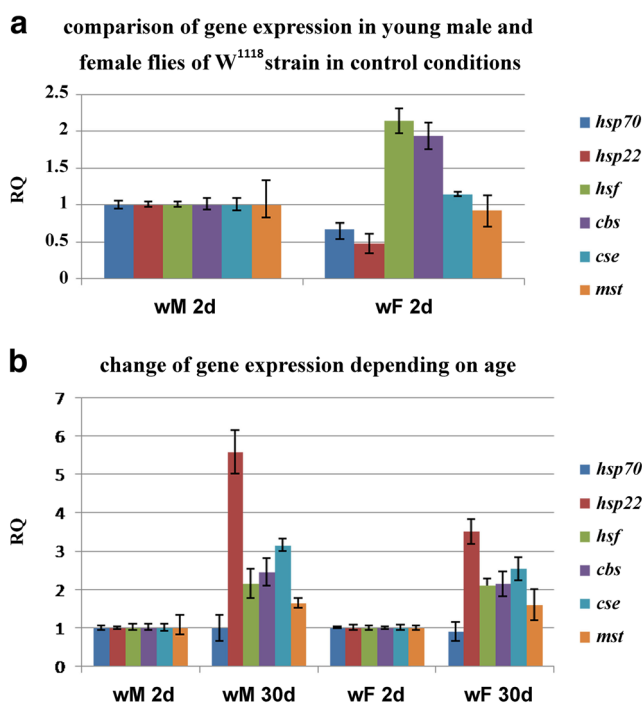 a
comparison of gene expression in young male and
female flies of W1118 strain in control conditions
2.5
2
1.5
1
0.5
0
RQ
wM 2d
wF 2d
hsp70
hsp22
hsf
cbs
cse
mst
b
change of gene expression depending on age
7
6
5
4
3
2
1
0
RQ
wM 2d
wM 30d
wF 2d
wF 30d
hsp70
hsp22
hsf
cbs
cse
mst